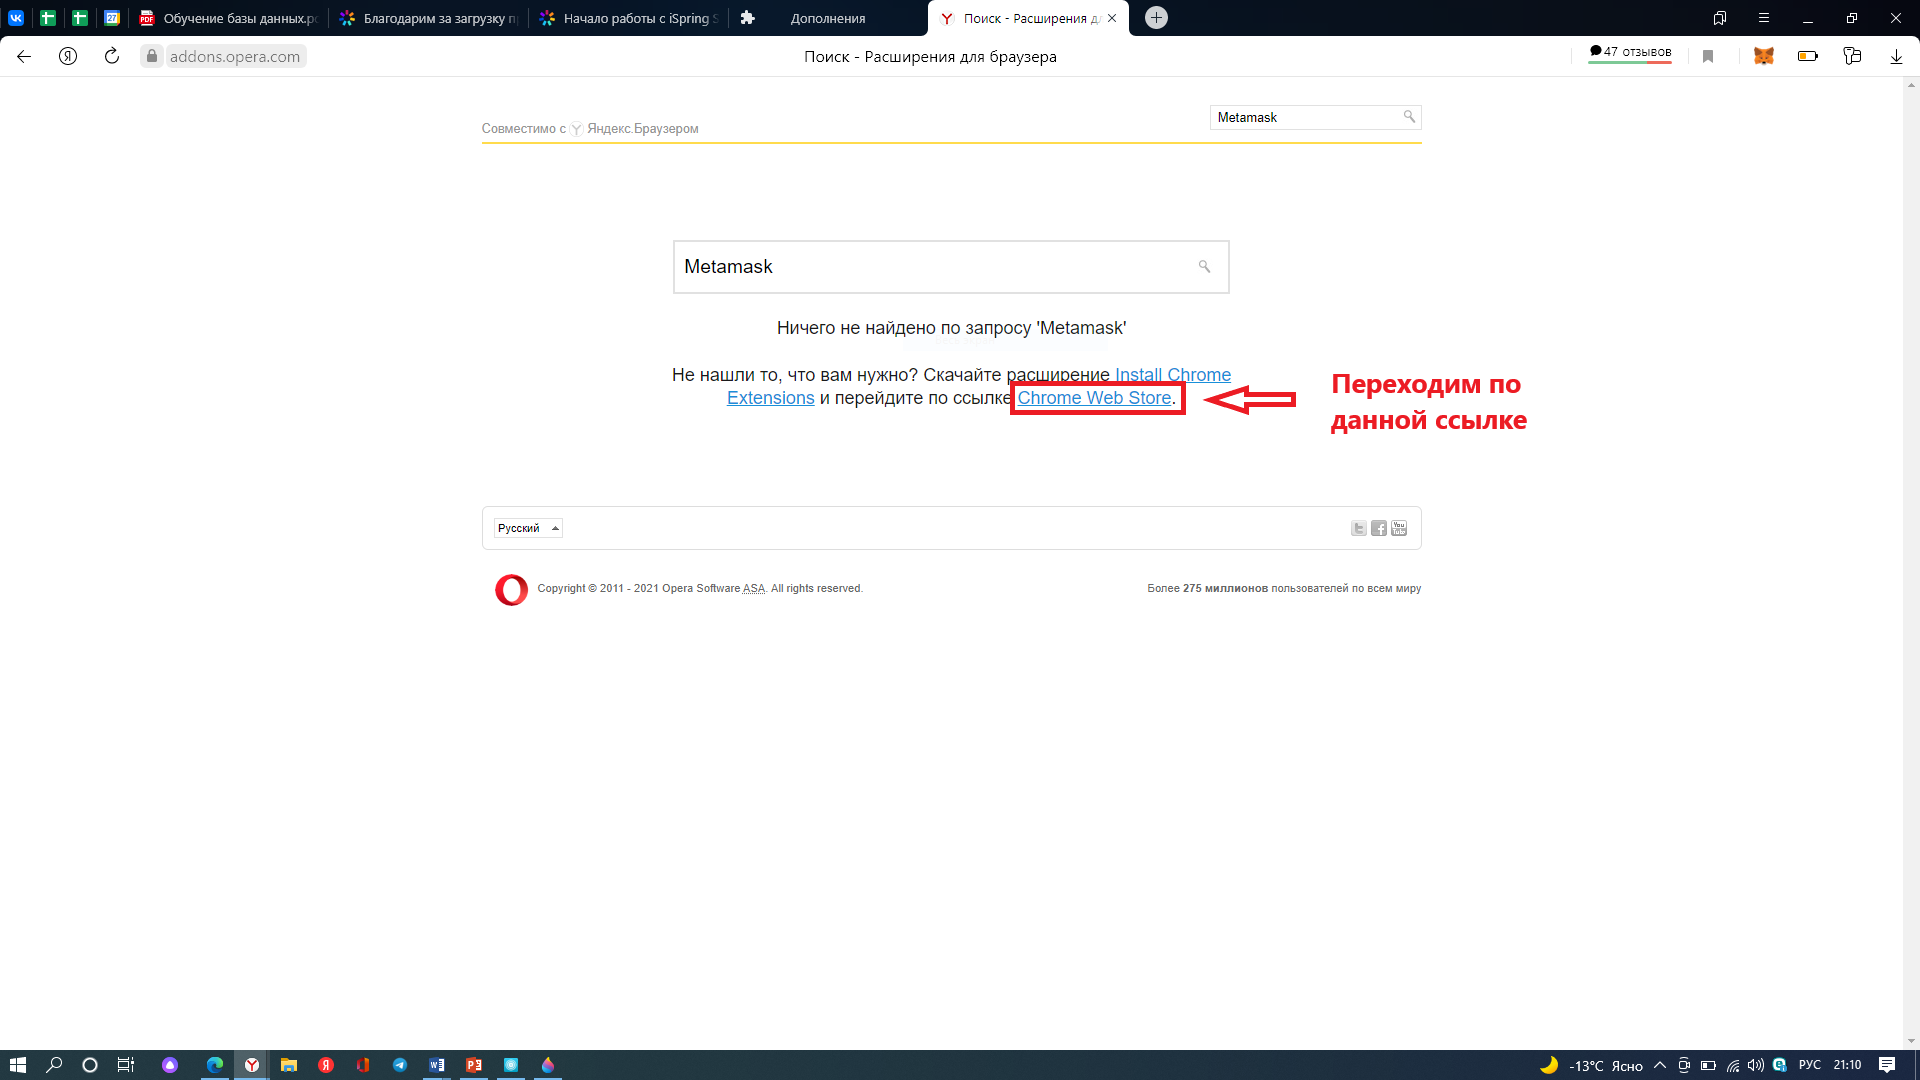 Обучение базы данных.pc
Благодарим за загрузку п
Начало работы с iSpring S
Дополнения
Поиск - Расширения дл
addons.opera.com
Поиск - Расширения для браузера
47 отзывов
Metamask
Совместимо с Яндекс.Браузером
Metamask
Ничего не найдено по запросу 'Metamask'
Не нашли то, что вам нужно? Скачайте расширение Install Chrome
Extensions и перейдите по ссылке Chrome Web Store.
Переходим по
данной ссылке
Русский
Copyright © 2011 - 2021 Opera Software ASA. All rights reserved.
Более 275 миллионов пользователей по всем миру
-13°C Ясно
РУС
21:10